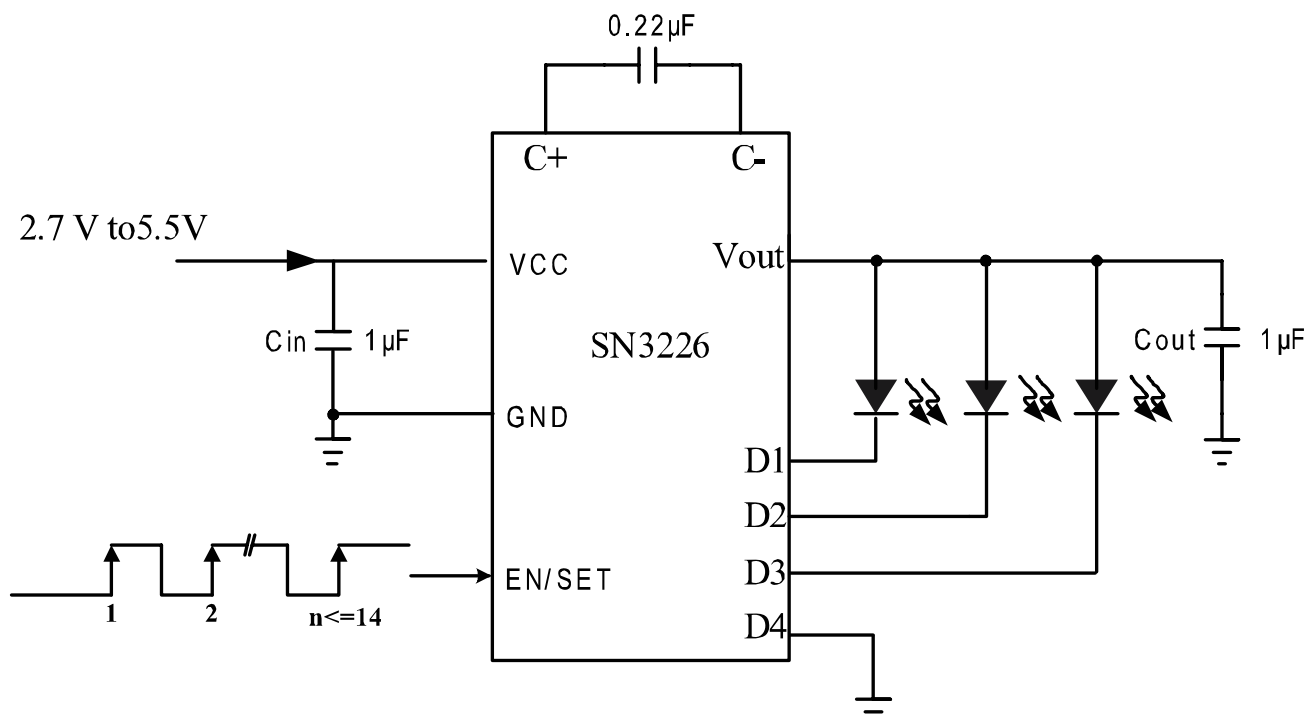 0.22µF
C+ C-
2.7 V to5.5V
VCC
Vout
Cin 1µF
SN3226
Cout 1µF
GND
D1
D2
D3
D4
EN/SET
1 2 n<=14